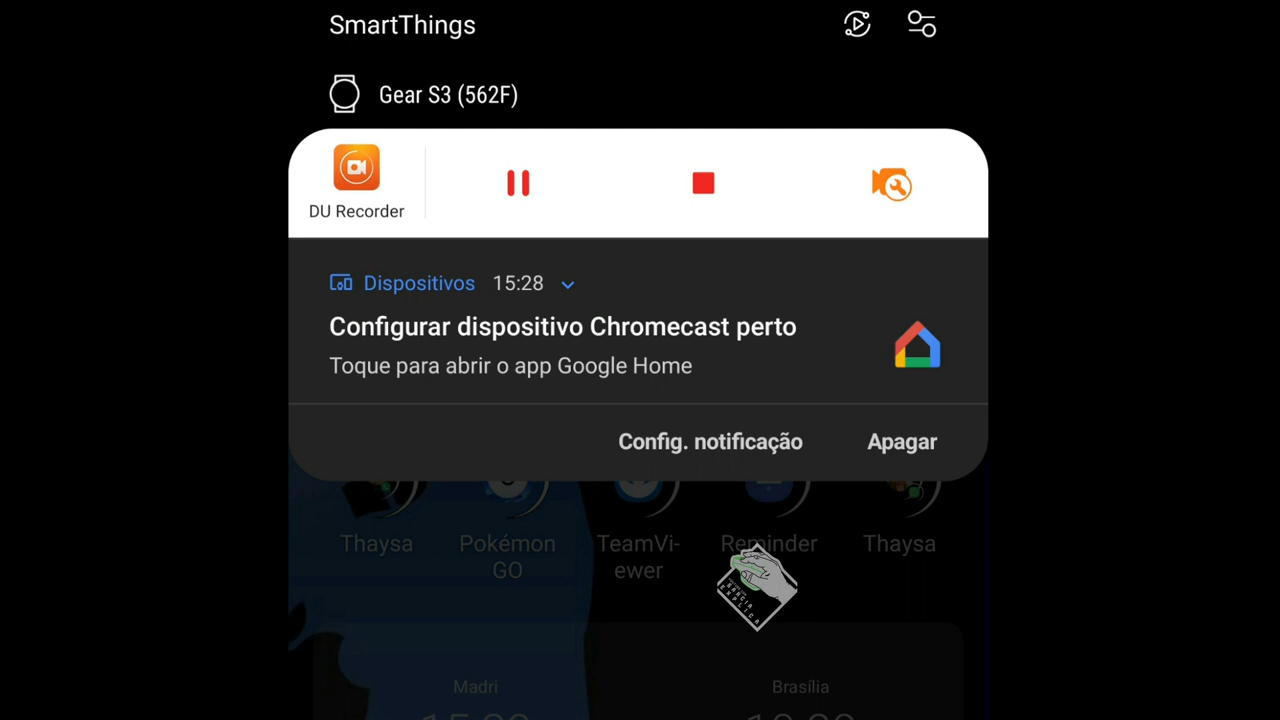 SmartThings
Gear S3 (562F)
DU Recorder
Dispositivos 15:28
Configurar dispositivo Chromecast perto
Toque para abrir o app Google Home
Config. notificação Apagar
Thaysa Pokémon TeamVi- Reminder Thaysa
GO ewer
EXPLICA
Madri Brasília